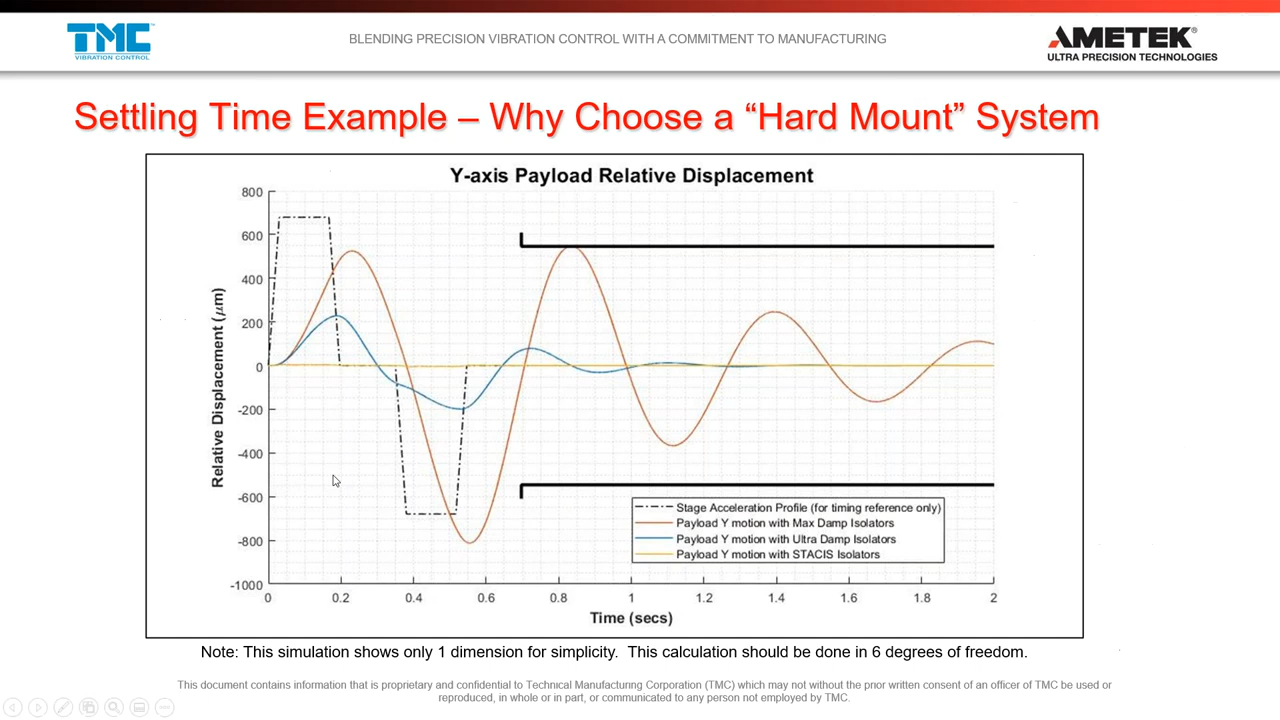 TMC
VIBRATION CONTROL
BLENDING PRECISION VIBRATION CONTROL WITH A COMMITMENT TO MANUFACTURING
AMETEK®
ULTRA PRECISION TECHNOLOGIES
Settling Time Example – Why Choose a “Hard Mount” System
Y-axis Payload Relative Displacement
Relative Displacement (μm)
800
600
400
200
0
-200
-400
-600
-800
-1000
Stage Acceleration Profile (for timing reference only)
Payload Y motion with Max Damp Isolators
Payload Y motion with Ultra Damp Isolators
Payload Y motion with STACIS Isolators
0 0.2 0.4 0.6 0.8 1 1.2 1.4 1.6 1.8 2
Time (secs)
Note: This simulation shows only 1 dimension for simplicity. This calculation should be done in 6 degrees of freedom.
This document contains information that is proprietary and confidential to Technical Manufacturing Corporation (TMC) which may not without the prior written consent of an officer of TMC be used or
reproduced, in whole or in part, or communicated to any person not employed by TMC.